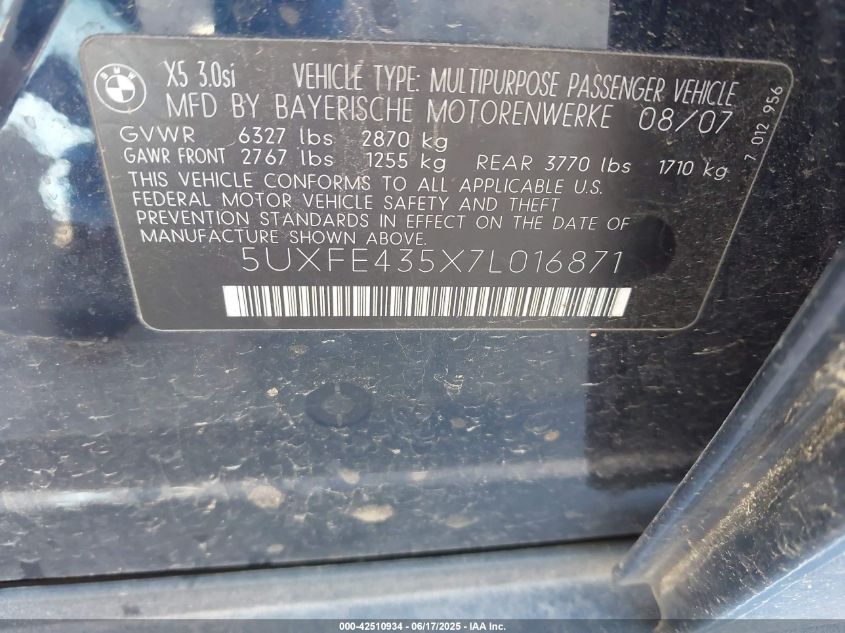 BMW
X5 3.0si VEHICLE TYPE: MULTIPURPOSE PASSENGER VEHICLE
MFD BY BAYERISCHE MOTORENWERKE 08/07
GVWR 6327 lbs 2870 kg
GAWR FRONT 2767 lbs 1255 kg REAR 3770 lbs 1710 kg
THIS VEHICLE CONFORMS TO ALL APPLICABLE U.S.
FEDERAL MOTOR VEHICLE SAFETY AND THEFT
PREVENTION STANDARDS IN EFFECT ON THE DATE OF
MANUFACTURE SHOWN ABOVE.
5UXFE435X7L016871
7 012 956
000-42510934 / 06/17/2025 - IAA Inc.